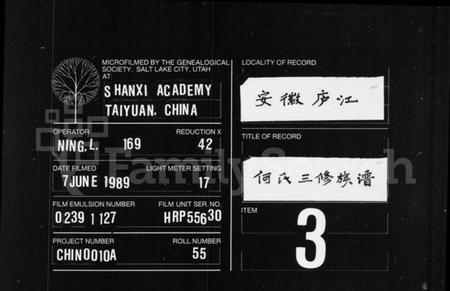 MICROFILMED BY THE GENEALOGICAL
SOCIETY, SALT LAKE CITY, UTAH
AT:
SHANXI ACADEMY
TAIYUAN, CHINA
OPERATOR
REDUCTION X
NING, L. 169
42
DATE FILMED
LIGHT METER SETTING
7 JUNE 1989
17
FILM EMULSION NUMBER
FILM UNIT SER. NO.
0239 1127
HRP55630
PROJECT NUMBER
ROLL NUMBER
CHIN0010A
55
LOCALITY OF RECORD
安徽庐江
TITLE OF RECORD
何氏三修族谱
ITEM
3
FamilySearch